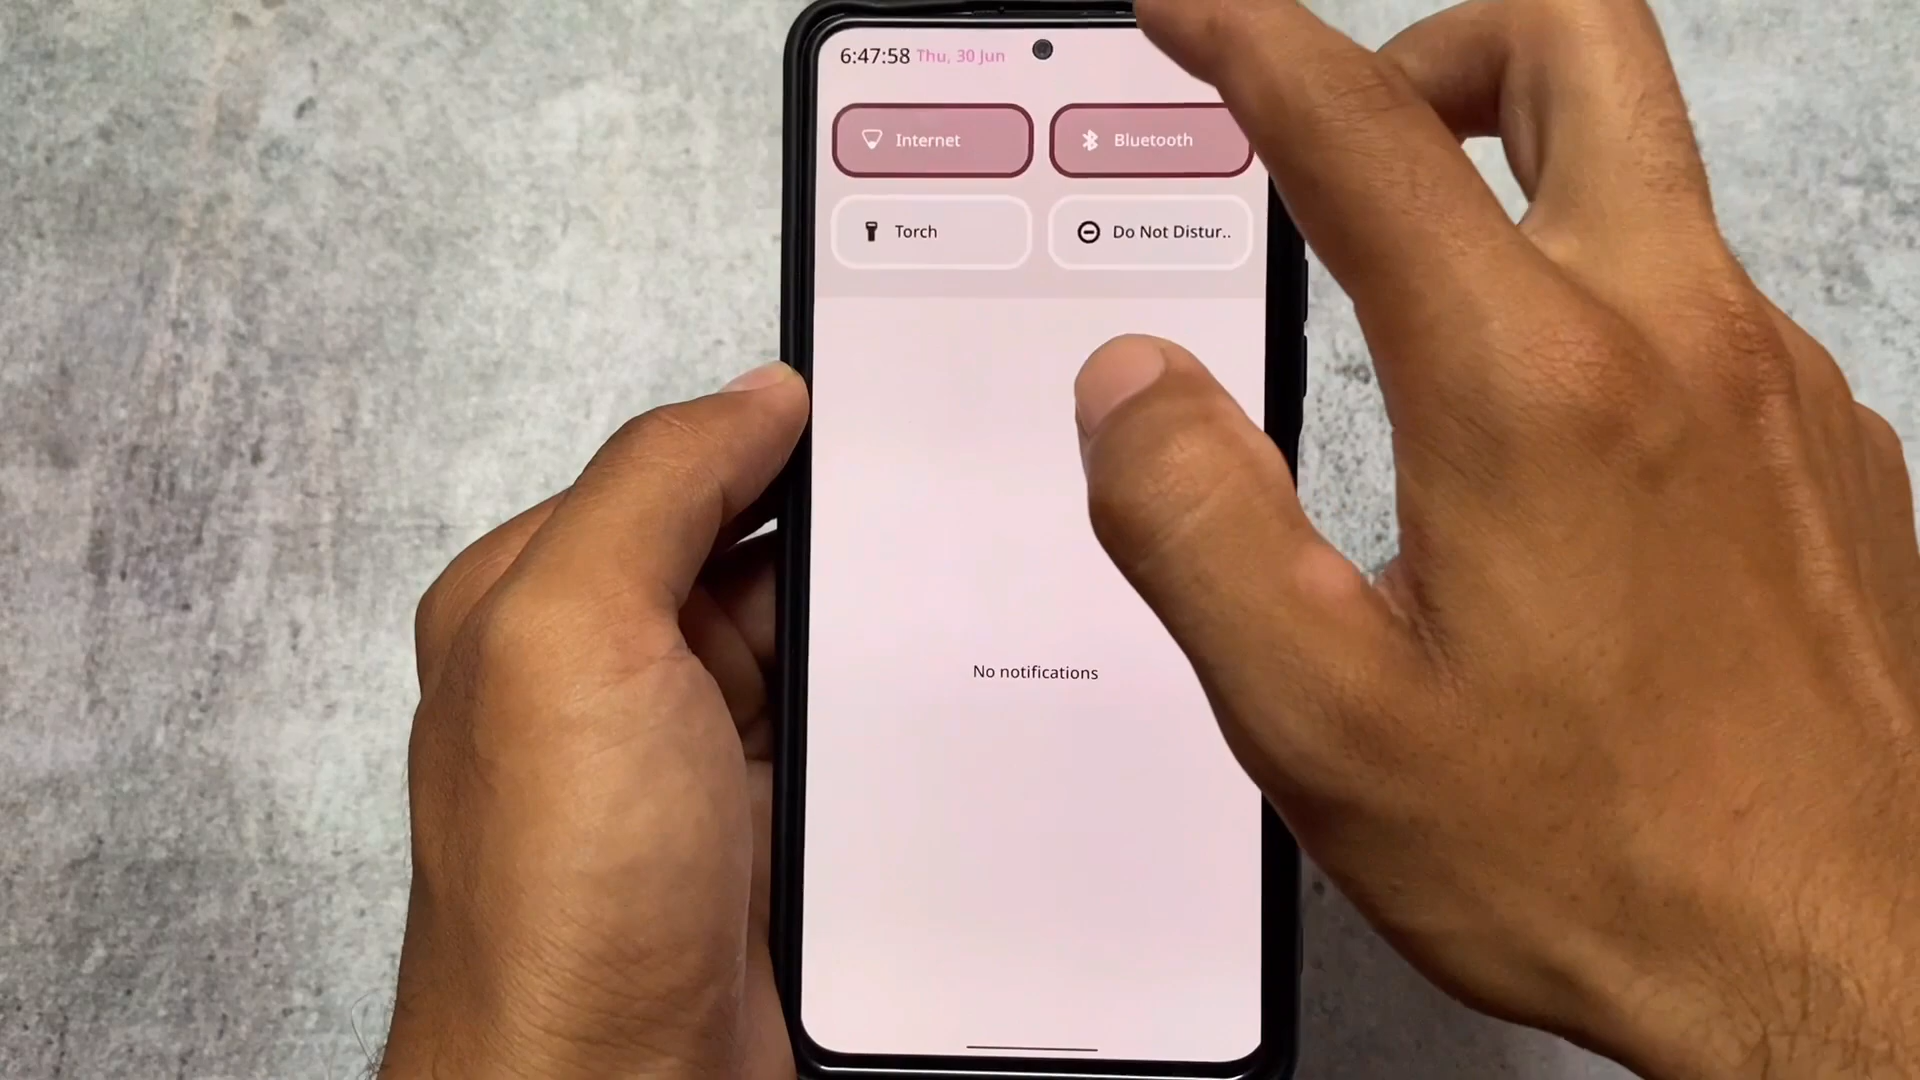 6:47:58 Thu, 30 Jun
Internet
Bluetooth
Torch
Do Not Distur..
No notifications